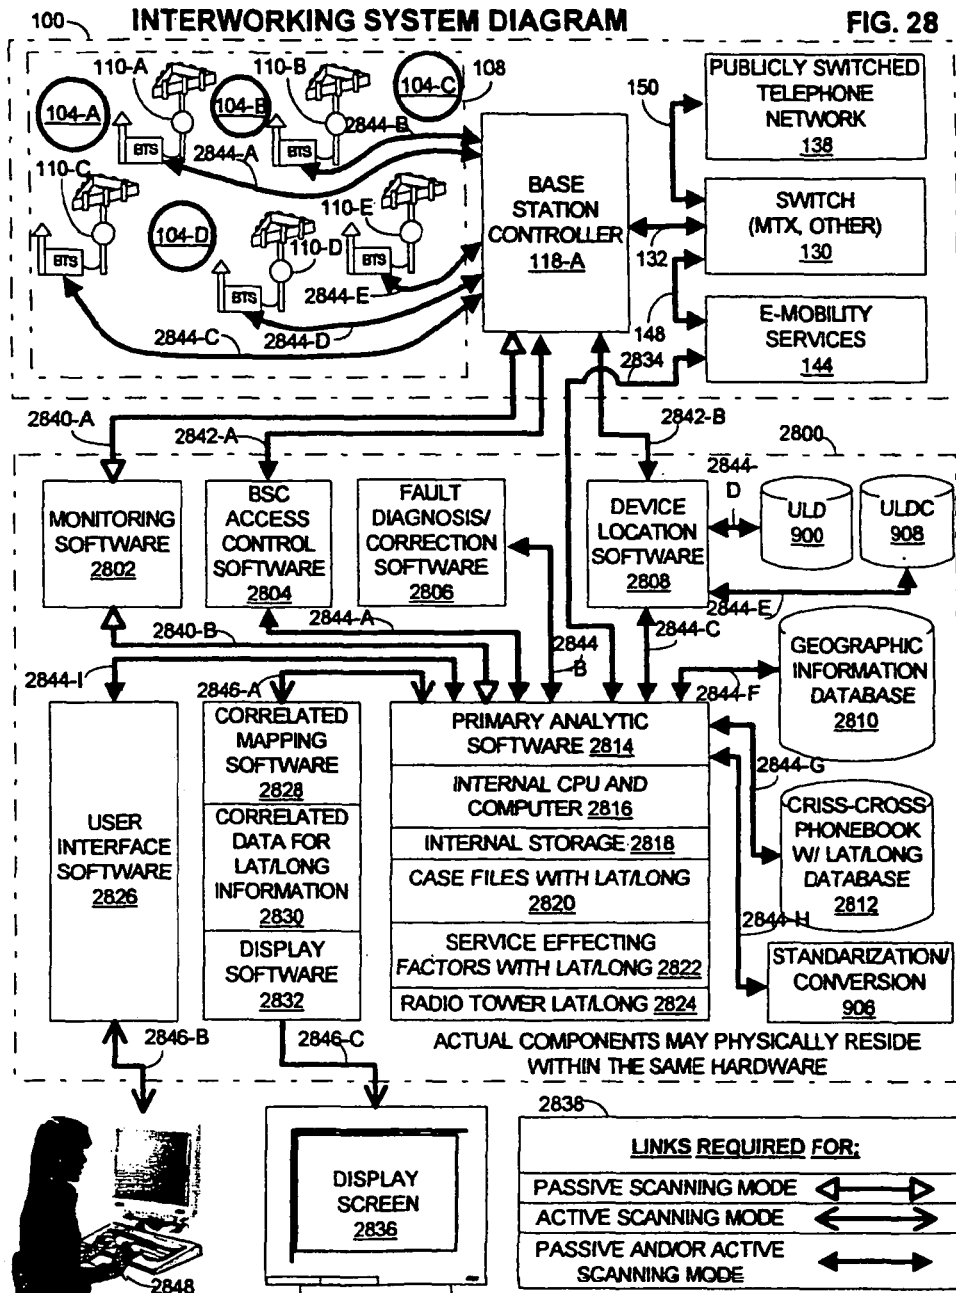 INTERWORKING SYSTEM DIAGRAM
FIG. 28
100
110-A
110-B
104-C
108
104-A
104-B
BTS
BTS
2844-B
2844-A
110-C
110-E
104-D
110-D
BTS
BTS
BTS
2844-E
2844-C
2844-D
BASE
STATION
CONTROLLER
118-A
150
PUBLICLY SWITCHED
TELEPHONE
NETWORK
138
SWITCH
(MTX, OTHER)
130
132
148
E-MOBILITY
SERVICES
144
2834
2840-A
2842-A
2842-B
2800
MONITORING
SOFTWARE
2802
BSC
ACCESS
CONTROL
SOFTWARE
2804
FAULT
DIAGNOSIS/
CORRECTION
SOFTWARE
2806
DEVICE
LOCATION
SOFTWARE
2808
2844-
D
ULD
900
ULDC
908
2844-E
2844-A
2840-B
2844-I
2846-A
2844
B
2844-C
2844-F
GEOGRAPHIC
INFORMATION
DATABASE
2810
USER
INTERFACE
SOFTWARE
2826
CORRELATED
MAPPING
SOFTWARE
2828
CORRELATED
DATA FOR
LAT/LONG
INFORMATION
2830
DISPLAY
SOFTWARE
2832
PRIMARY ANALYTIC
SOFTWARE 2814
INTERNAL CPU AND
COMPUTER 2816
INTERNAL STORAGE 2818
CASE FILES WITH LAT/LONG
2820
SERVICE EFFECTING
FACTORS WITH LAT/LONG 2822
RADIO TOWER LAT/LONG 2824
2844-G
CRISS-CROSS
PHONEBOOK
W/ LAT/LONG
DATABASE
2812
2844-H
STANDARIZATION/
CONVERSION
906
2846-B
2846-C
ACTUAL COMPONENTS MAY PHYSICALLY RESIDE
WITHIN THE SAME HARDWARE
2848
DISPLAY
SCREEN
2836
2838
LINKS REQUIRED FOR:
PASSIVE SCANNING MODE
ACTIVE SCANNING MODE
PASSIVE AND/OR ACTIVE
SCANNING MODE